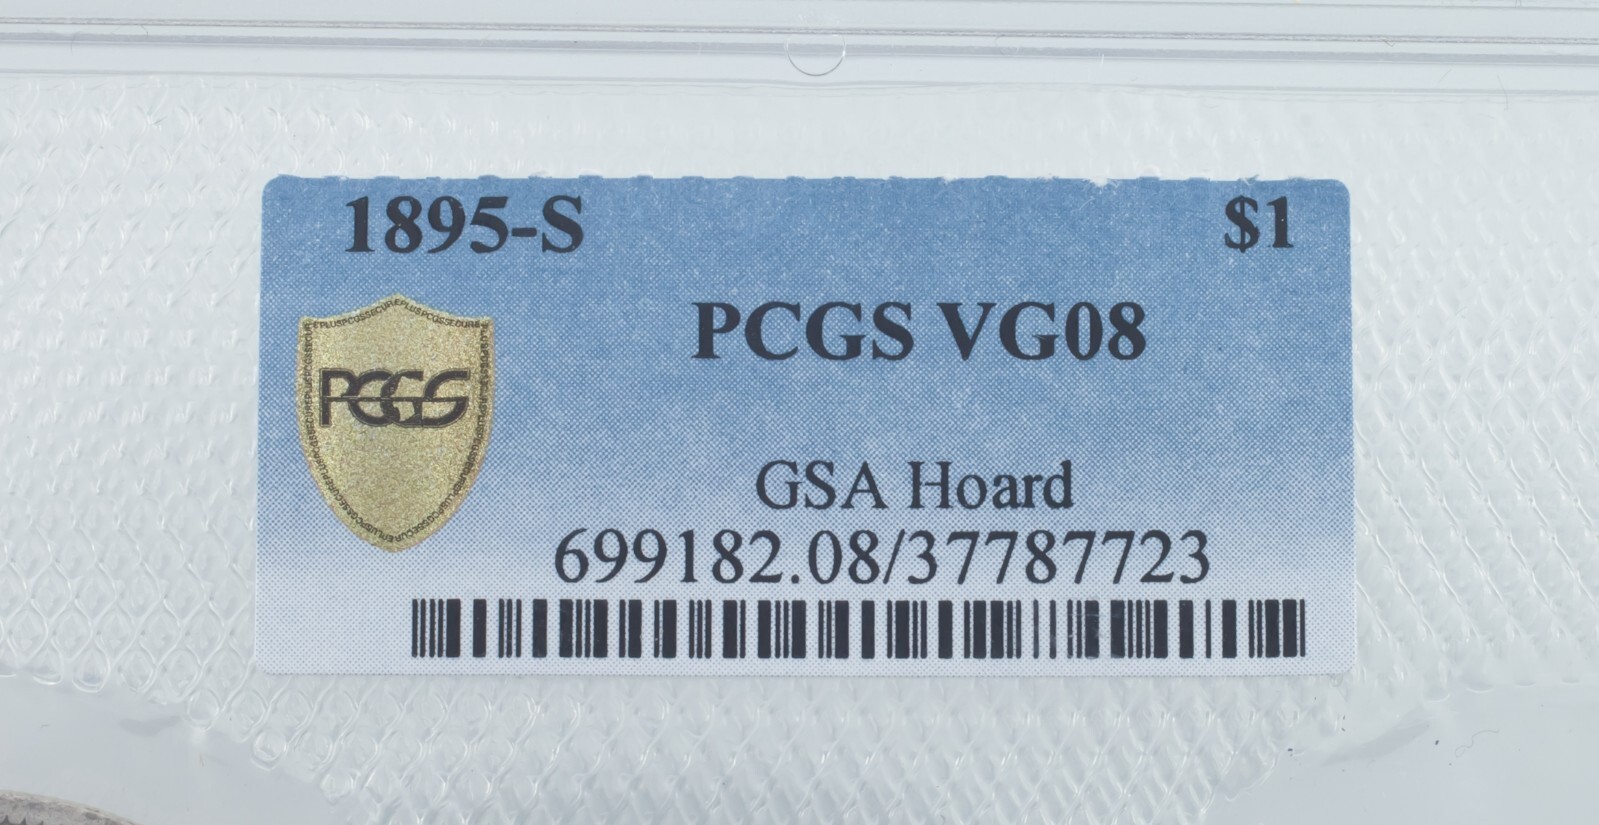 1895-S $1
PCGS VG08
PCGS
GSA Hoard
699182.08/37787723